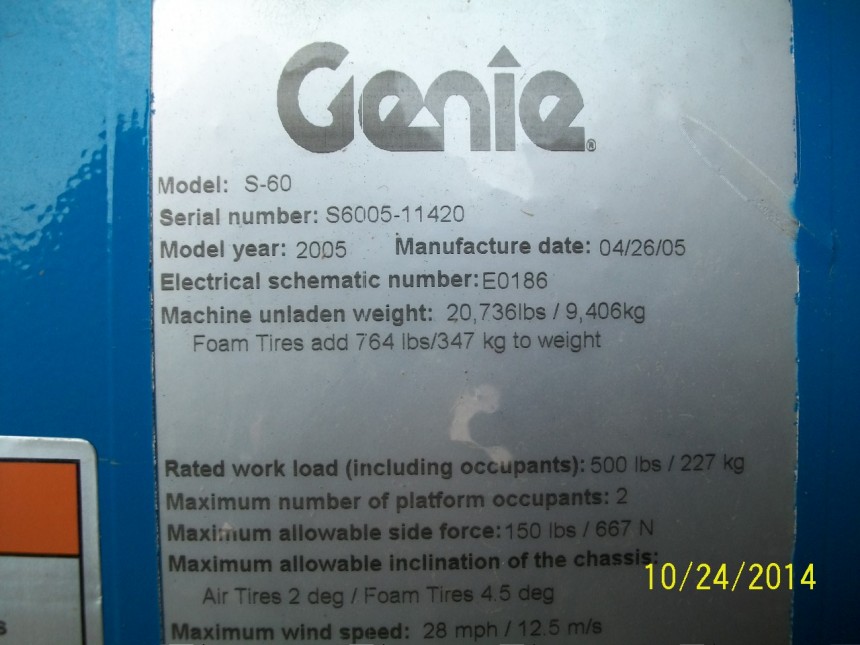 Genie®
Model: S-60
Serial number: S6005-11420
Model year: 2005 Manufacture date: 04/26/05
Electrical schematic number:E0186
Machine unladen weight: 20,736lbs / 9,406kg
Foam Tires add 764 lbs/347 kg to weight
Rated work load (including occupants): 500 lbs / 227 kg
Maximum number of platform occupants: 2
Maximum allowable side force:150 lbs / 667 N
Maximum allowable inclination of the chassis:
Air Tires 2 deg / Foam Tires 4.5 deg
Maximum wind speed: 28 mph / 12.5 m/s
10/24/2014